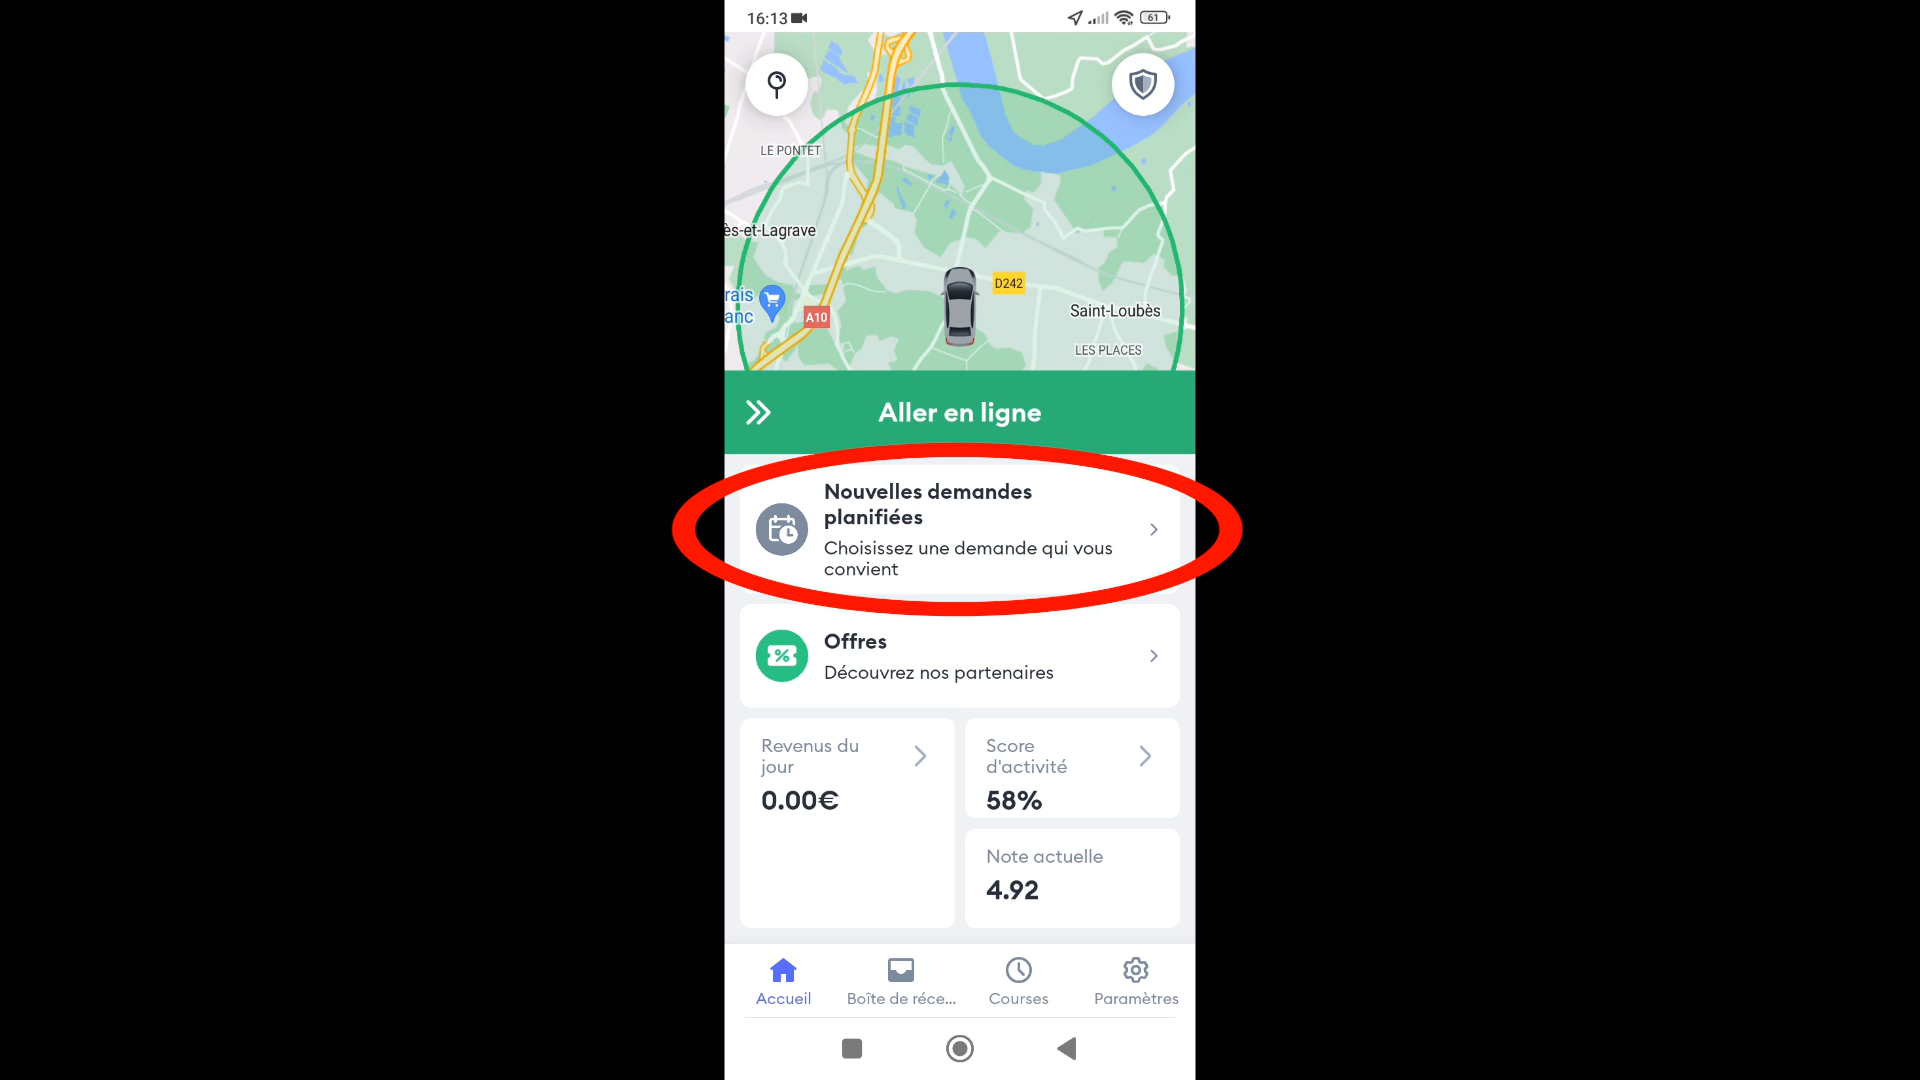 16:13
61
LE PONTET
ès-et-Lagrave
rais
anc
A10
D242
Saint-Loubès
LES PLACES
Aller en ligne
Nouvelles demandes
planifiées
Choisissez une demande qui vous
convient
Offres
Découvrez nos partenaires
Revenus du
jour
0.00€
Score
d'activité
58%
Note actuelle
4.92
Accueil
Boîte de réce...
Courses
Paramètres